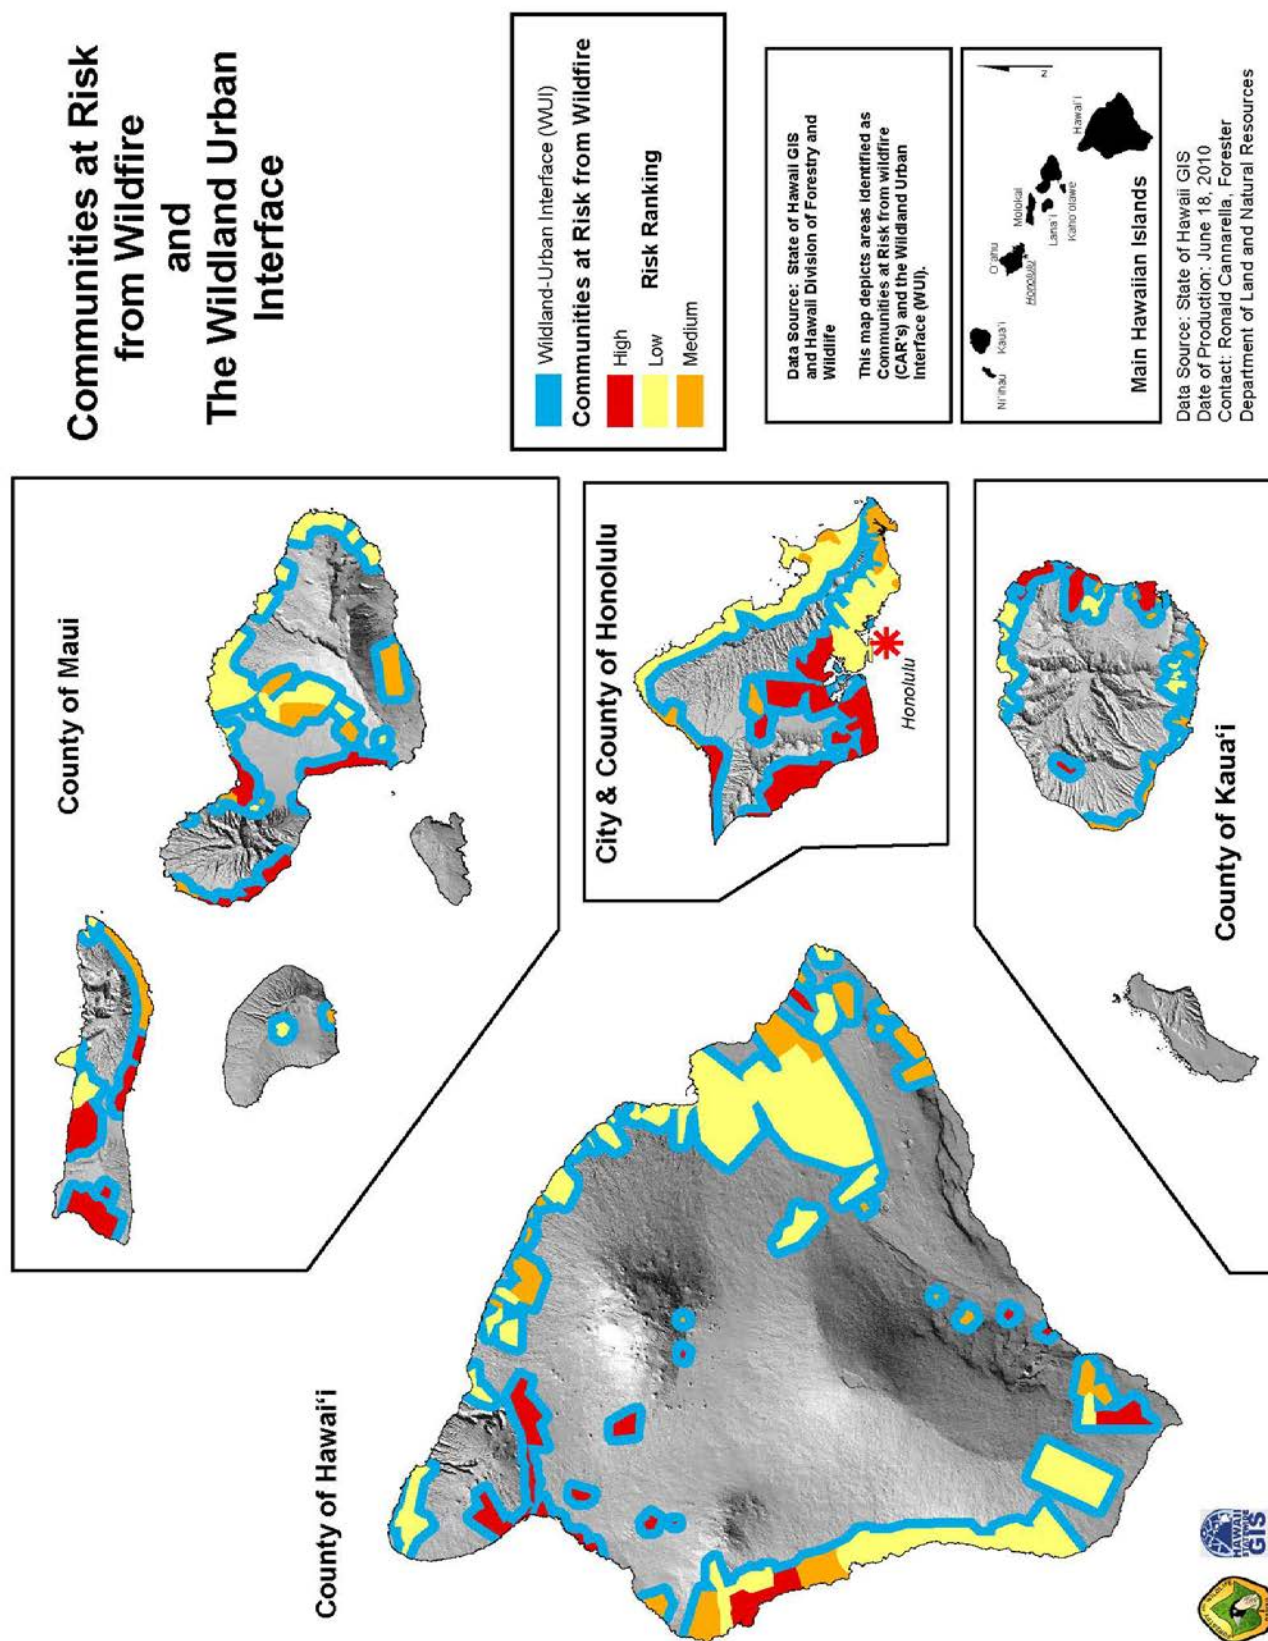 Communities at Risk
from Wildfire
and
The Wildland Urban
Interface
Wildland-Urban Interface (WUI)
Communities at Risk from Wildfire
Risk Ranking
High
Low
Medium
Data Source: State of Hawaii GIS
and Hawaii Division of Forestry and
Wildlife
This map depicts areas identified as
Communities at Risk from wildfire
(CAR's) and the Wildland Urban
Interface (WUI).
Ni'ihau
Kaua'i
O'ahu
Honolulu
Molokai
Lana'i
Kaho'olawe
Hawai'i
N
Main Hawaiian Islands
Data Source: State of Hawaii GIS
Date of Production: June 18, 2010
Contact: Ronald Cannarella, Forester
Department of Land and Natural Resources
County of Maui
City & County of Honolulu
Honolulu
County of Kaua'i
County of Hawai'i
HAWAII
STATEWIDE
GIS
FORESTRY
WILDLIFE